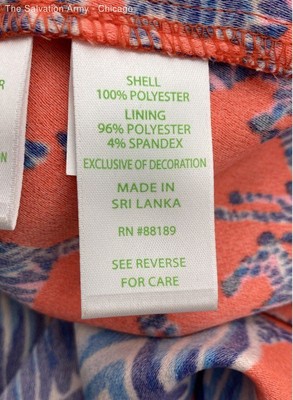 The Salvation Army - Chicago
SHELL
100% POLYESTER
LINING
96% POLYESTER
4% SPANDEX
EXCLUSIVE OF DECORATION
MADE IN
SRI LANKA
RN #88189
SEE REVERSE
FOR CARE